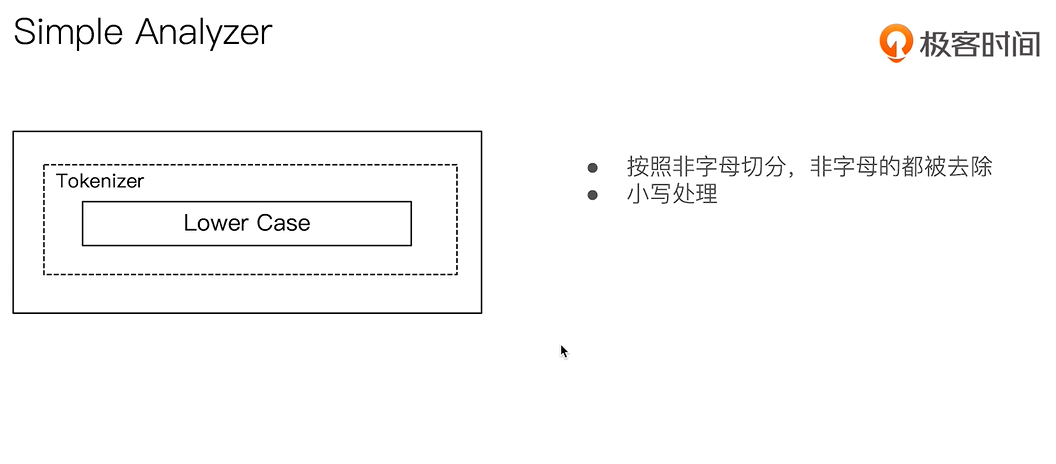 Simple Analyzer
极客时间
Tokenizer
Lower Case
按照非字母切分，非字母的都被去除
小写处理